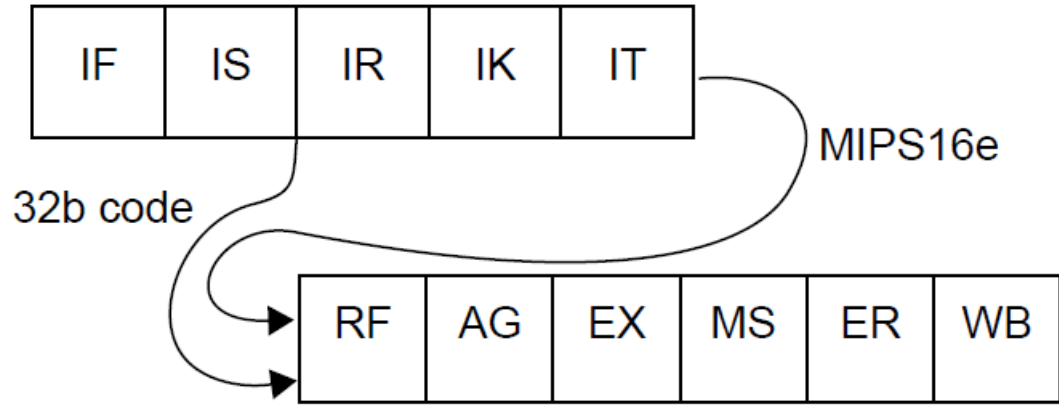 IF IS IR IK IT
MIPS16e
32b code
RF AG EX MS ER WB